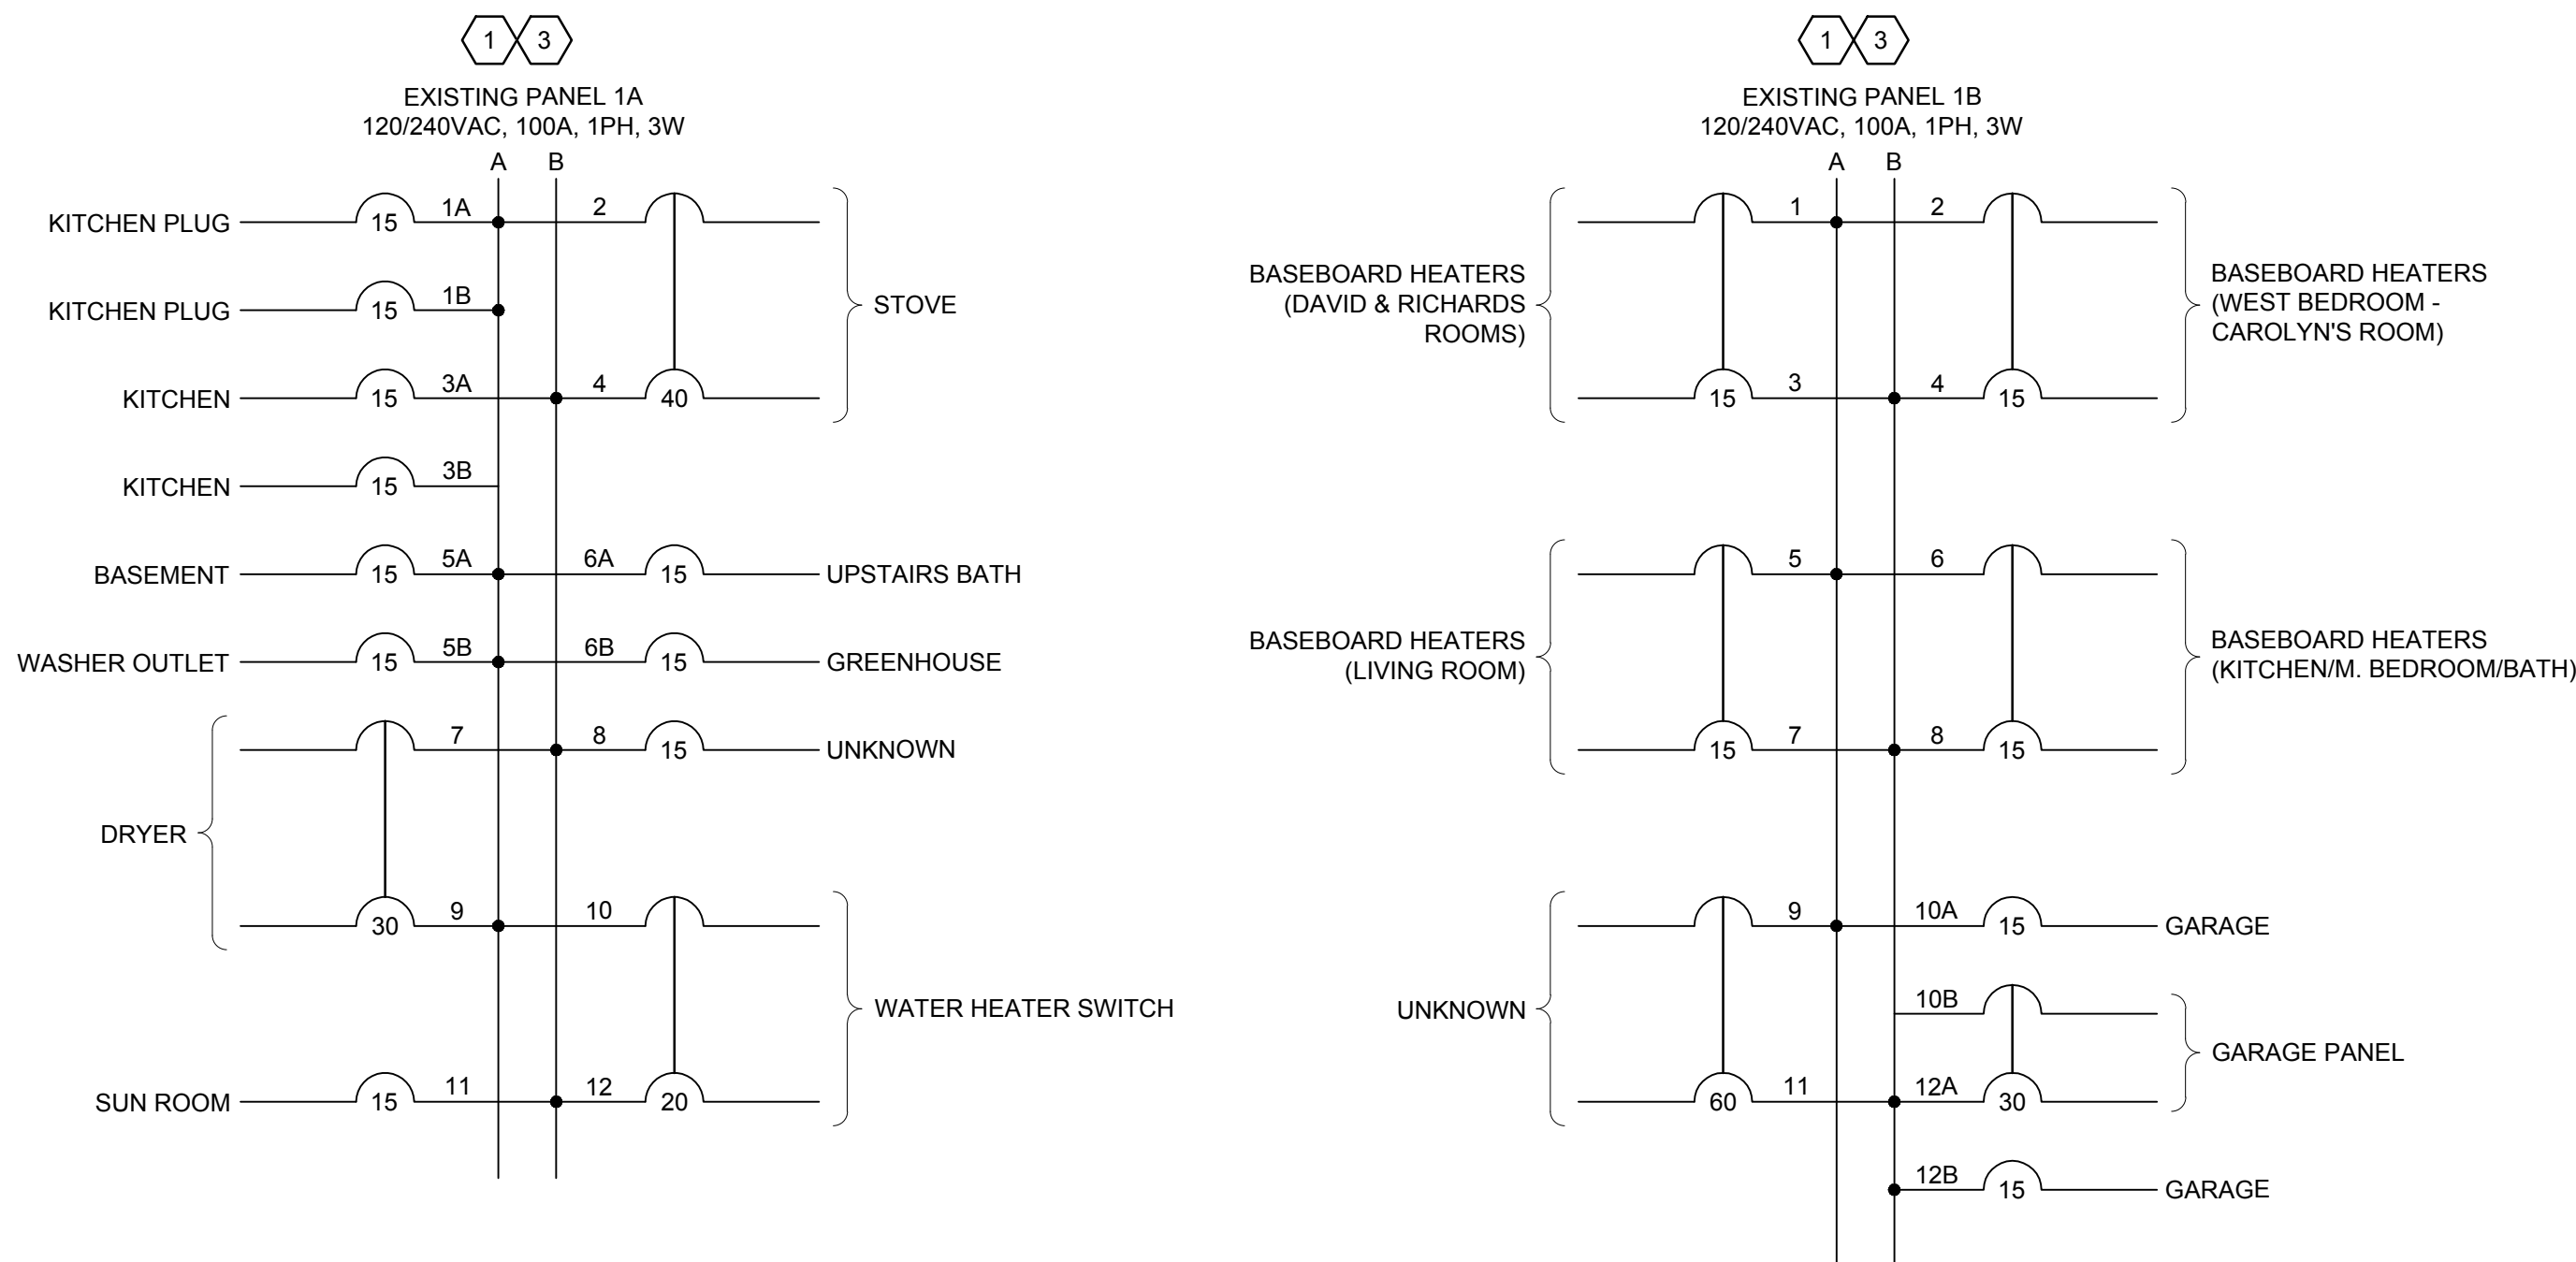 1 3
EXISTING PANEL 1A
120/240VAC, 100A, 1PH, 3W
A B
KITCHEN PLUG 15 1A 2
KITCHEN PLUG 15 1B
STOVE
KITCHEN 15 3A 4 40
KITCHEN 15 3B
BASEMENT 15 5A 6A 15 UPSTAIRS BATH
WASHER OUTLET 15 5B 6B 15 GREENHOUSE
7 8 15 UNKNOWN
DRYER
30 9 10
WATER HEATER SWITCH
SUN ROOM 15 11 12 20
1 3
EXISTING PANEL 1B
120/240VAC, 100A, 1PH, 3W
A B
1 2
BASEBOARD HEATERS
(DAVID & RICHARDS
ROOMS)
BASEBOARD HEATERS
(WEST BEDROOM -
CAROLYN'S ROOM)
15 3 4 15
5 6
BASEBOARD HEATERS
(LIVING ROOM)
BASEBOARD HEATERS
(KITCHEN/M. BEDROOM/BATH)
15 7 8 15
9 10A 15 GARAGE
UNKNOWN
10B
GARAGE PANEL
60 11 12A 30
12B 15 GARAGE